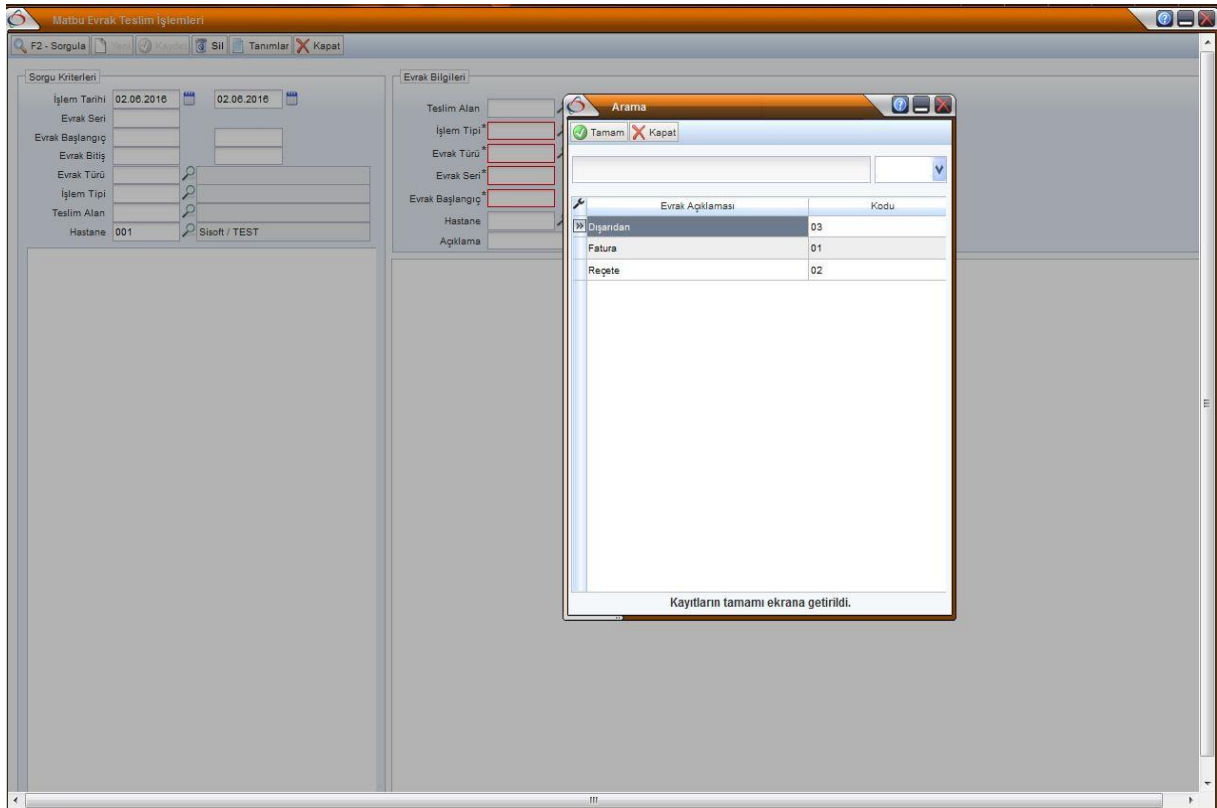 Matbu Evrak Teslim İşlemleri
F2 - Sorgula Yeni Kaydet Sil Tanımlar Kapat
Sorgu Kriterleri
İşlem Tarihi 02.06.2016 02.06.2016
Evrak Seri
Evrak Başlangıç
Evrak Bitiş
Evrak Türü
İşlem Tipi
Teslim Alan
Hastane 001 Sisoft / TEST
Evrak Bilgileri
Teslim Alan
İşlem Tipi*
Evrak Türü*
Evrak Seri*
Evrak Başlangıç*
Hastane
Açıklama
Arama
Tamam Kapat
Evrak Açıklaması Kodu
Dışarıdan 03
Fatura 01
Reçete 02
Kayıtların tamamı ekrana getirildi.